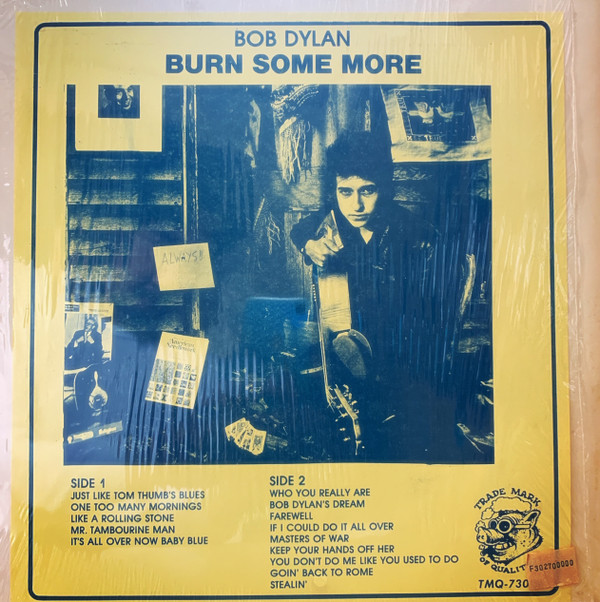 BOB DYLAN
BURN SOME MORE
ALWAYS!
American
SIDE 1
JUST LIKE TOM THUMB'S BLUES
ONE TOO MANY MORNINGS
LIKE A ROLLING STONE
MR. TAMBOURINE MAN
IT'S ALL OVER NOW BABY BLUE
SIDE 2
WHO YOU REALLY ARE
BOB DYLAN'S DREAM
FAREWELL
IF I COULD DO IT ALL OVER
MASTERS OF WAR
KEEP YOUR HANDS OFF HER
YOU DON'T DO ME LIKE YOU USED TO DO
GOIN' BACK TO ROME
STEALIN'
TRADE MARK
OF QUALIT
F302T00000
TMQ-730